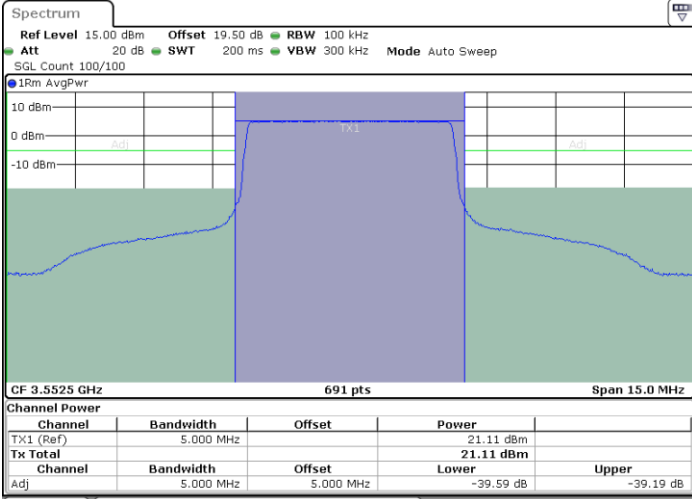 Spectrum
Ref Level 15.00 dBm Offset 19.50 dB RBW 100 kHz
Att 20 dB SWT 200 ms VBW 300 kHz Mode Auto Sweep
SGL Count 100/100
1Rm AvgPwr
10 dBm
TX1
0 dBm
Adj Adj
-10 dBm
CF 3.5525 GHz 691 pts Span 15.0 MHz
Channel Power
Channel Bandwidth Offset Power
TX1 (Ref) 5.000 MHz 21.11 dBm
Tx Total 21.11 dBm
Channel Bandwidth Offset Lower Upper
Adj 5.000 MHz 5.000 MHz -39.59 dB -39.19 dB